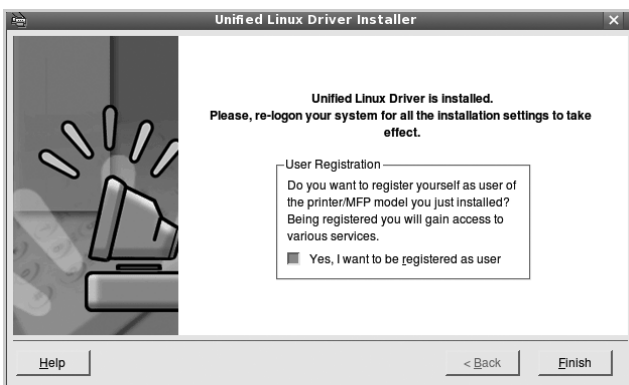 Unified Linux Driver Installer
Unified Linux Driver is installed.
Please, re-logon your system for all the installation settings to take
effect.
User Registration
Do you want to register yourself as user of
the printer/MFP model you just installed?
Being registered you will gain access to
various services.
Yes, I want to be registered as user
Help
< Back
Finish